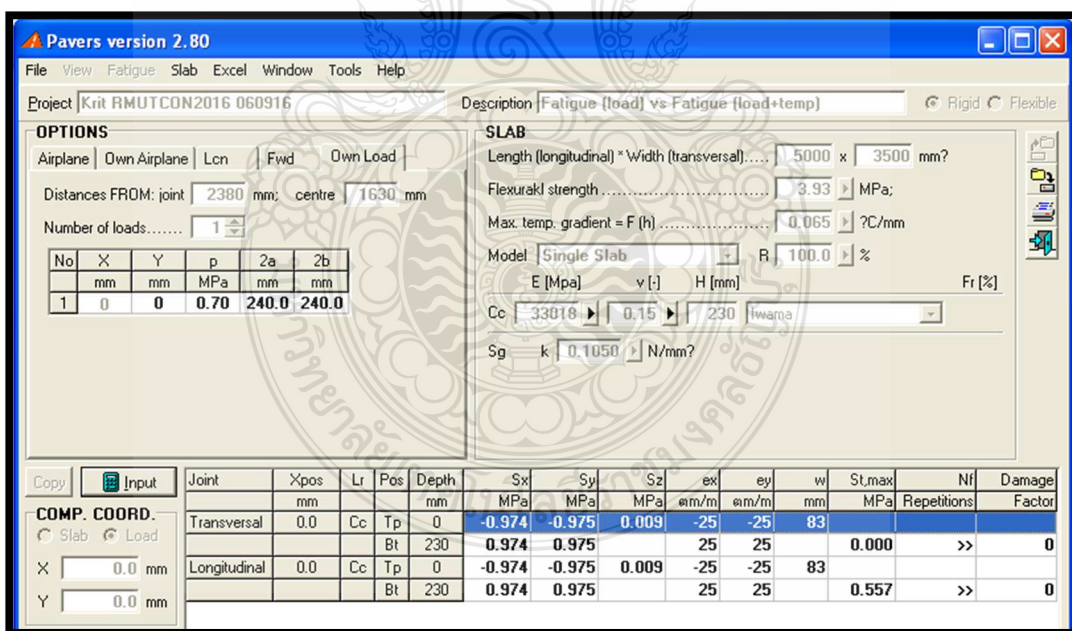 Pavers version 2.80
File View Fatigue Slab Excel Window Tools Help
Project Krit RMUTCON2016 060916 Description Fatigue (load) vs Fatigue (load+temp) Rigid Flexible
OPTIONS
Airplane Own Airplane Lcn Fwd Own Load
Distances FROM: joint 2380 mm; centre 1630 mm
Number of loads....... 1
No X Y p 2a 2b
mm mm MPa mm mm
1 0 0 0.70 240.0 240.0
SLAB
Length (longitudinal) * Width (transversal)..... 5000 x 3500 mm?
Flexurakl strength ................................ 3.93 MPa;
Max. temp. gradient = F (h) ...................... 0.065 ?C/mm
Model Single Slab R 100.0 %
E [Mpa] v [-] H [mm] Fr [%]
Cc 33018 0.15 230 Iwama
Sg k 0.1050 N/mm?
Copy Input
COMP. COORD.
Slab Load
X 0.0 mm
Y 0.0 mm
Joint Xpos Lr Pos Depth Sx Sy Sz ex ey w St,max Nf Damage
mm mm MPa MPa MPa ตm/m ตm/m mm MPa Repetitions Factor
Transversal 0.0 Cc Tp 0 -0.974 -0.975 0.009 -25 -25 83
Bt 230 0.974 0.975 25 25 0.000 >> 0
Longitudinal 0.0 Cc Tp 0 -0.974 -0.975 0.009 -25 -25 83
Bt 230 0.974 0.975 25 25 0.557 >> 0